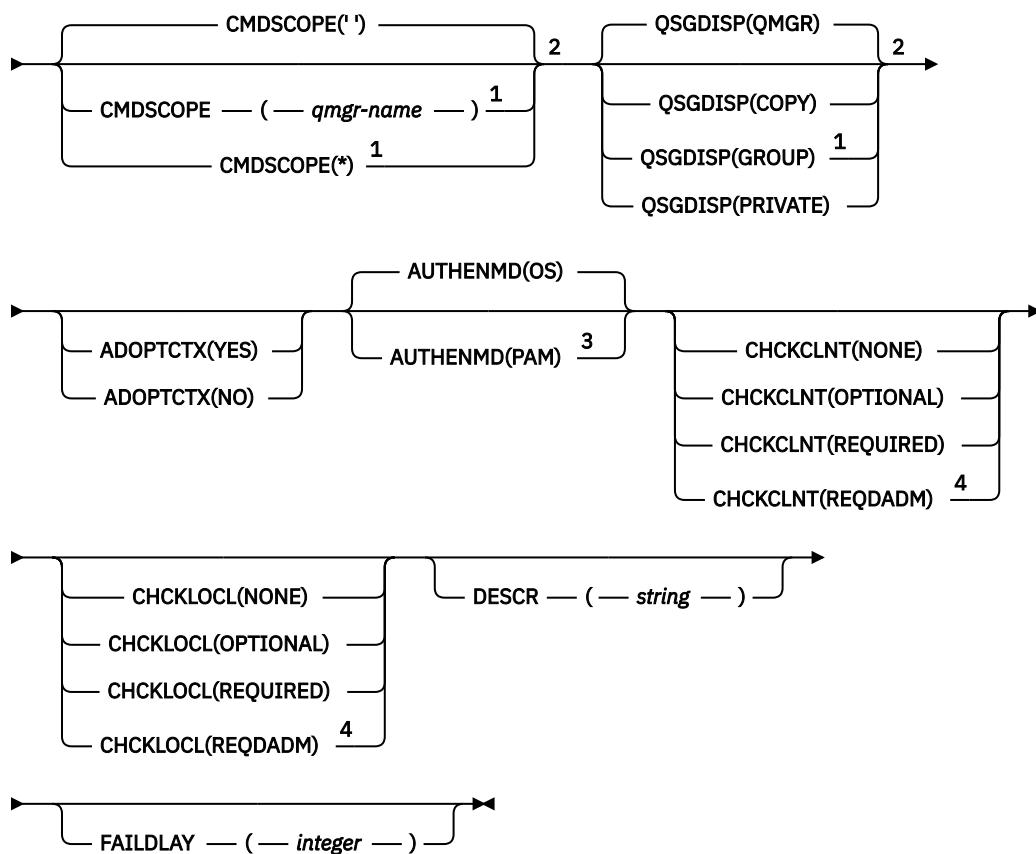 CMDSCOPE(' ')
2
CMDSCOPE ( qmgr-name ) 1
CMDSCOPE(*) 1
QSGDISP(QMGR)
2
QSGDISP(COPY)
QSGDISP(GROUP) 1
QSGDISP(PRIVATE)
ADOPTCTX(YES)
ADOPTCTX(NO)
AUTHENMD(OS)
AUTHENMD(PAM) 3
CHCKCLNT(NONE)
CHCKCLNT(OPTIONAL)
CHCKCLNT(REQUIRED)
CHCKCLNT(REQDADM) 4
CHCKLOCL(NONE)
CHCKLOCL(OPTIONAL)
CHCKLOCL(REQUIRED)
CHCKLOCL(REQDADM) 4
DESCR ( string )
FAILDLAY ( integer )